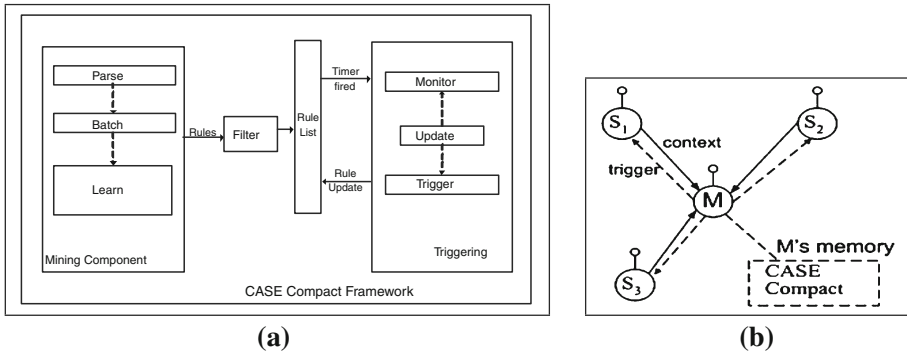 Parse
Batch
Learn
Mining Component
Rules
Filter
Rule
List
Timer
fired
Rule
Update
Monitor
Update
Trigger
Triggering
CASE Compact Framework
(a)
S1
S2
context
trigger
M
M's memory
S3
CASE
Compact
(b)